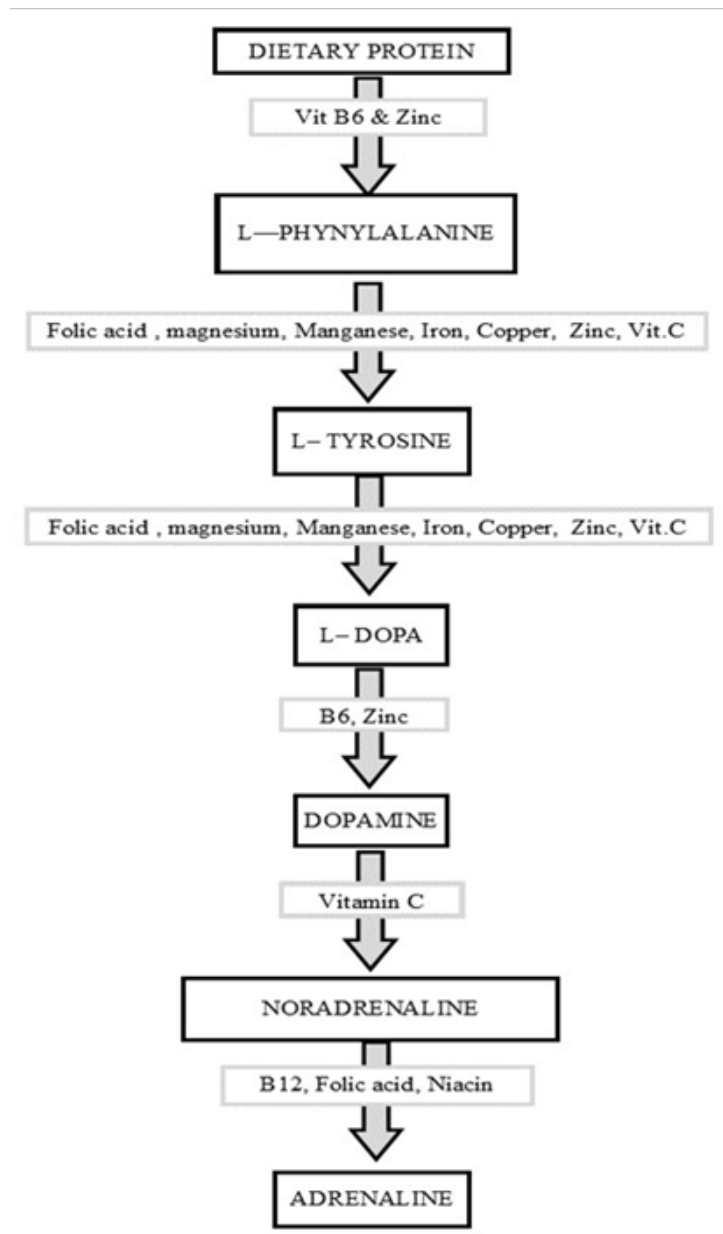 DIETARY PROTEIN
Vit B6 & Zinc
L—PHYNYLALANINE
Folic acid , magnesium, Manganese, Iron, Copper, Zinc, Vit.C
L– TYROSINE
Folic acid , magnesium, Manganese, Iron, Copper, Zinc, Vit.C
L– DOPA
B6, Zinc
DOPAMINE
Vitamin C
NORADRENALINE
B12, Folic acid, Niacin
ADRENALINE